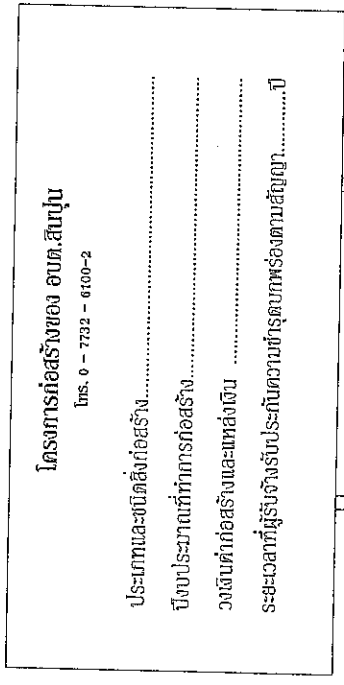 โครงการก่อสร้างของ อบต.สินปุน
โทร. 0 - 7732 - 6100-2
ประเภทและชนิดสิ่งก่อสร้าง........................................
ปีงบประมาณที่ทำการก่อสร้าง........................................
วงเงินค่าก่อสร้างและแหล่งเงิน ........................................
ระยะเวลาที่ผู้รับจ้างรับประกันความชำรุดบกพร่องตามสัญญา............ปี